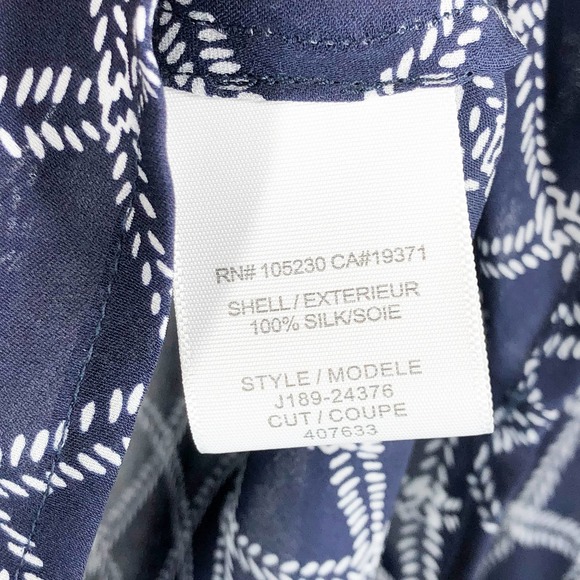 RN# 105230 CA#19371
SHELL/EXTERIEUR
100% SILK/SOIE
STYLE / MODELE
J189-24376
CUT / COUPE
407633